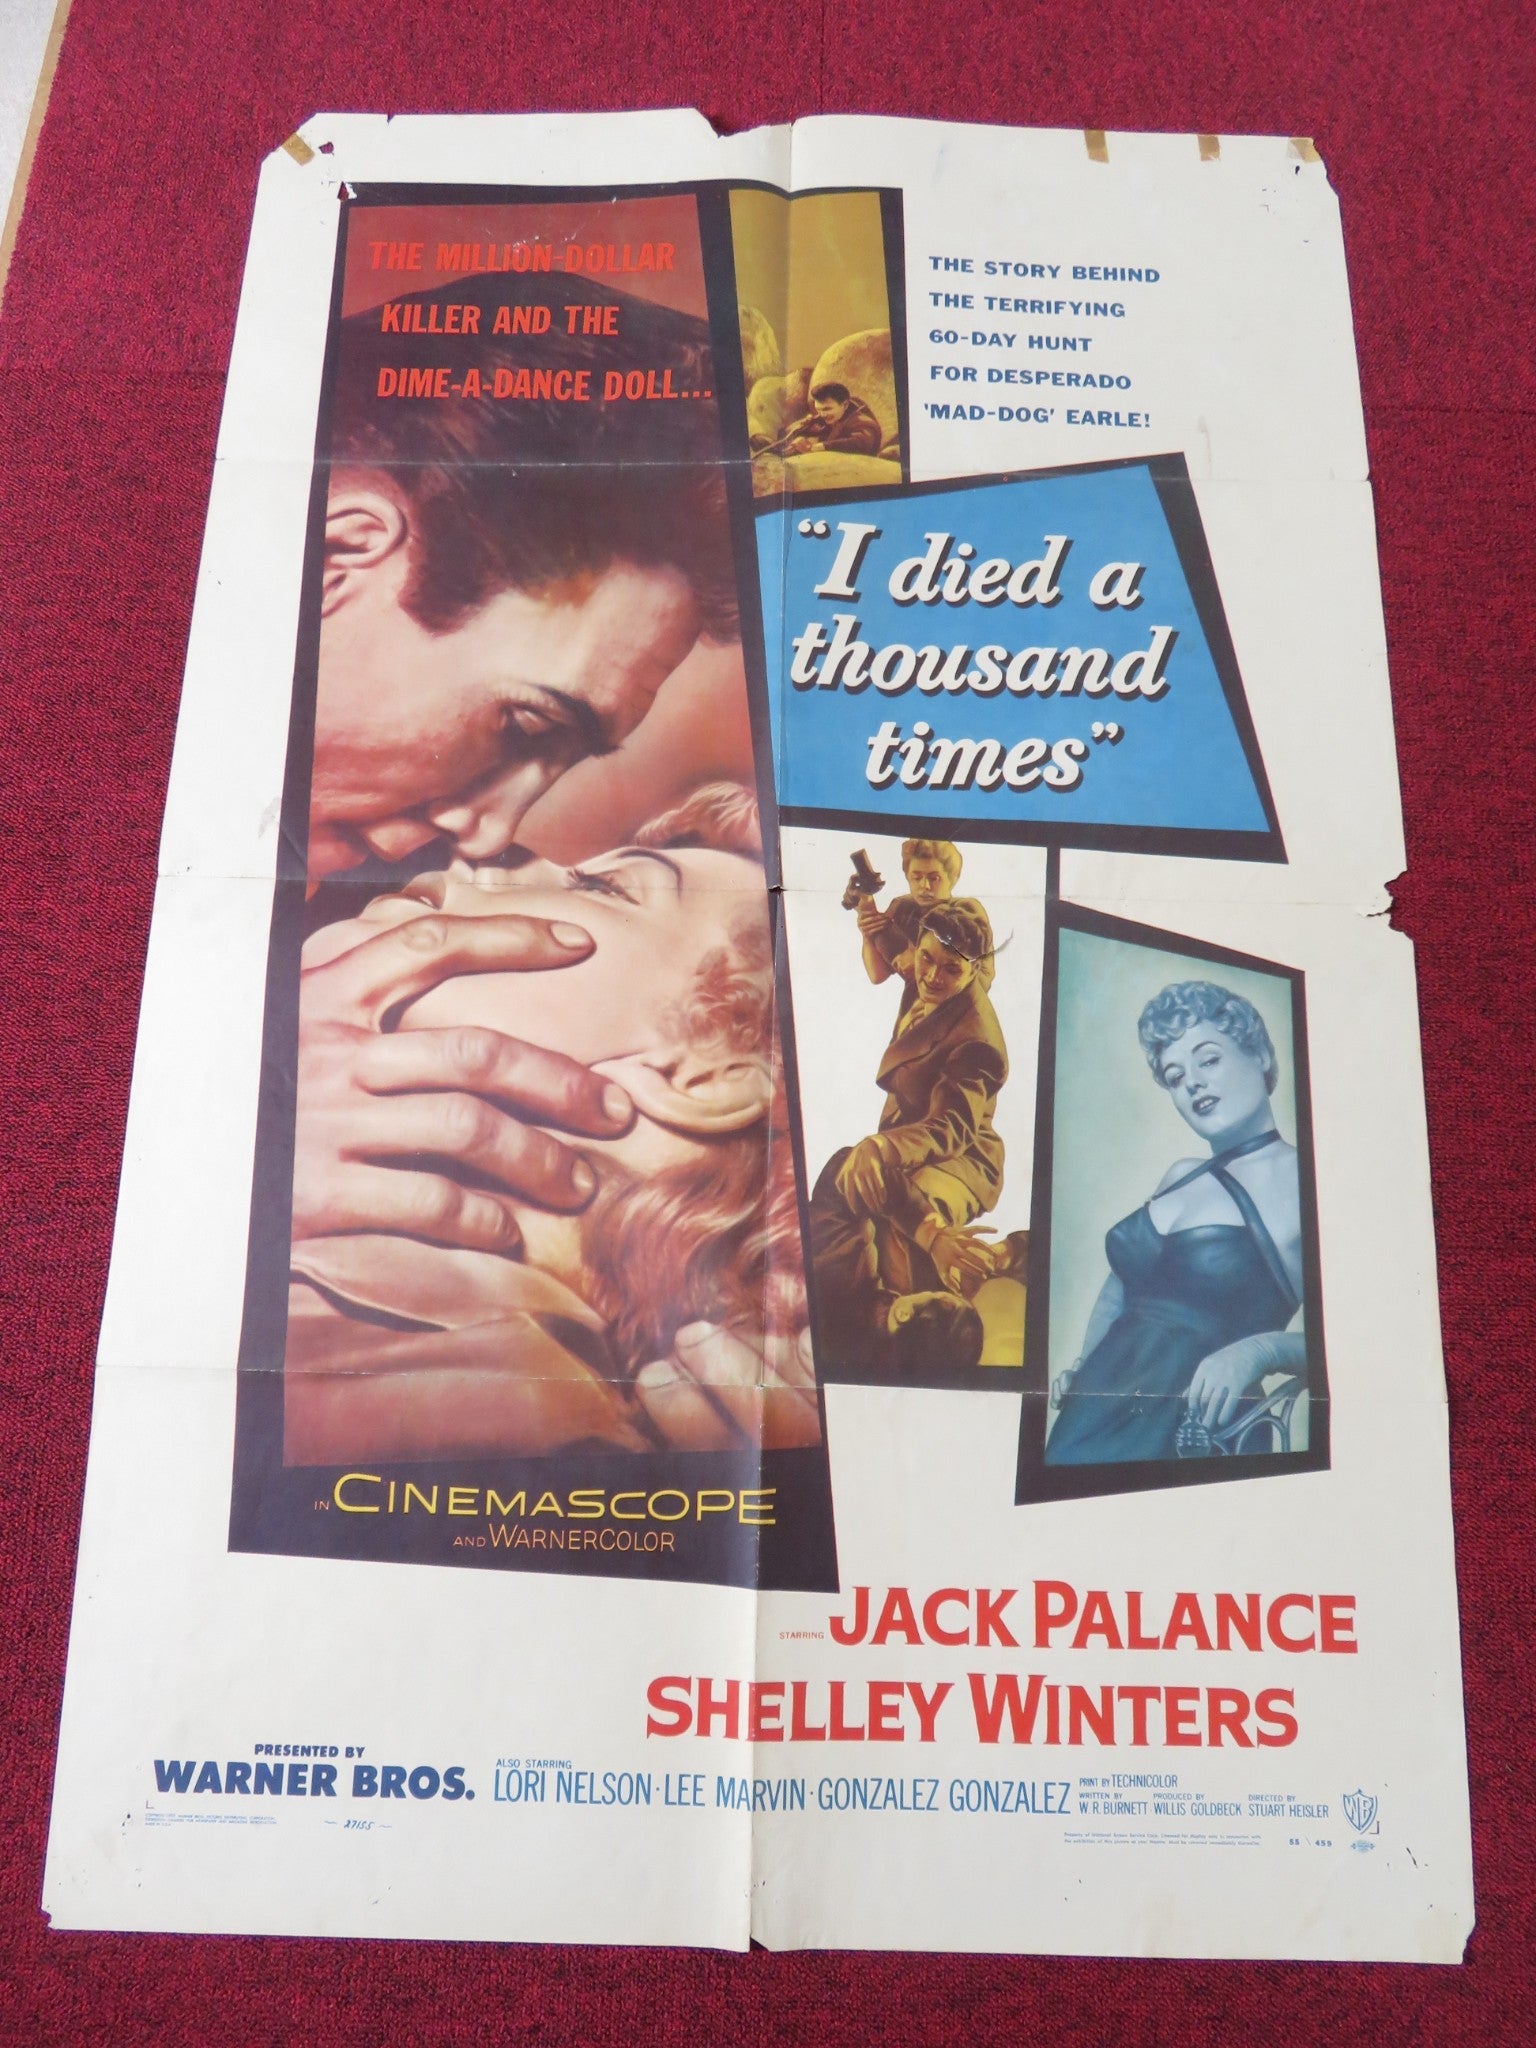 THE MILLION-DOLLAR
KILLER AND THE
DIME-A-DANCE DOLL...
THE STORY BEHIND
THE TERRIFYING
60-DAY HUNT
FOR DESPERADO
'MAD-DOG' EARLE!
"I died a
thousand
times"
IN CINEMASCOPE
AND WARNERCOLOR
STARRING JACK PALANCE
SHELLEY WINTERS
PRESENTED BY
WARNER BROS.
ALSO STARRING
LORI NELSON · LEE MARVIN · GONZALEZ GONZALEZ
PRINT BY TECHNICOLOR
WRITTEN BY
W. R. BURNETT
PRODUCED BY
WILLIS GOLDBECK
DIRECTED BY
STUART HEISLER
WB
MADE IN U.S.A.
27155
55 459